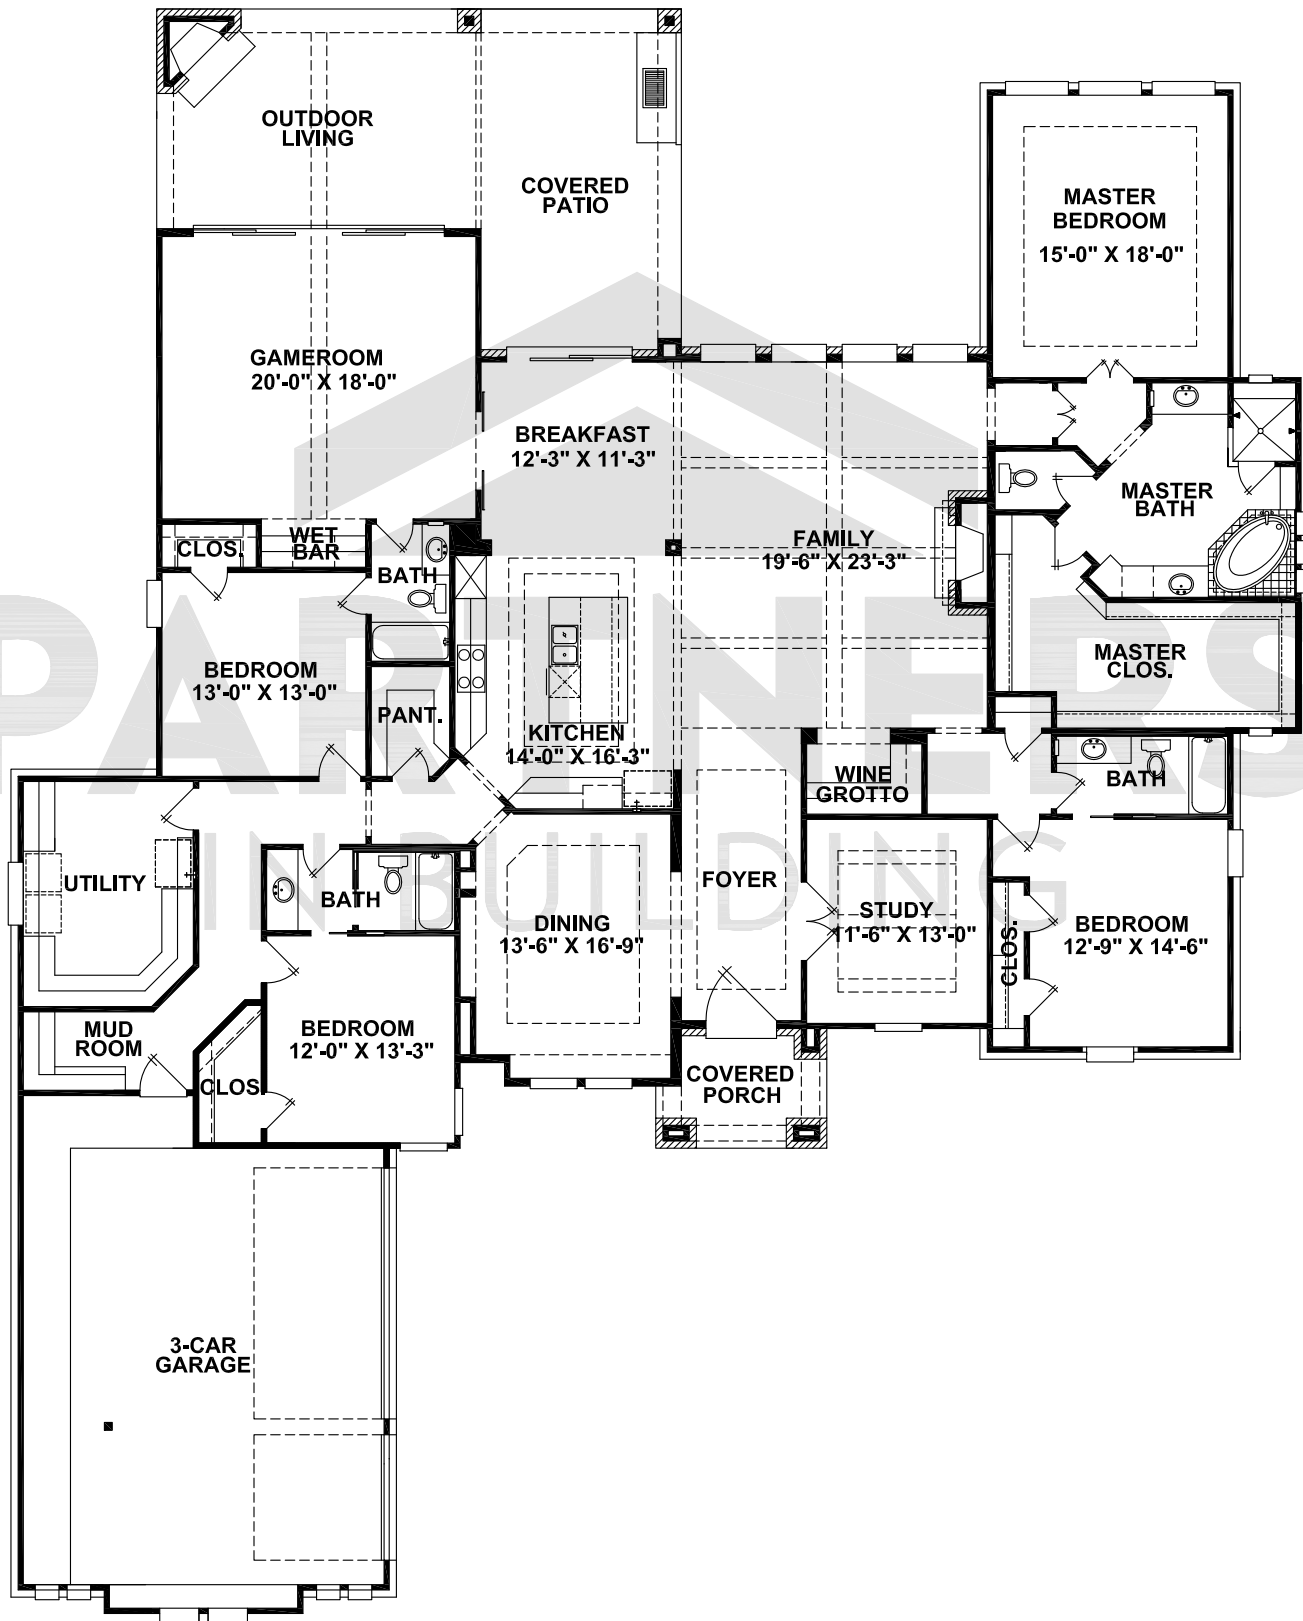 OUTDOOR
LIVING
COVERED
PATIO
MASTER
BEDROOM
15'-0" X 18'-0"
GAMEROOM
20'-0" X 18'-0"
BREAKFAST
12'-3" X 11'-3"
MASTER
BATH
FAMILY
19'-6" X 23'-3"
CLOS.
WET
BAR
BATH
BEDROOM
13'-0" X 13'-0"
MASTER
CLOS.
PANT.
KITCHEN
14'-0" X 16'-3"
WINE
GROTTO
BATH
PARTNERS
IN BUILDING
UTILITY
BATH
FOYER
DINING
13'-6" X 16'-9"
STUDY
11'-6" X 13'-0"
CLOS.
BEDROOM
12'-9" X 14'-6"
MUD
ROOM
BEDROOM
12'-0" X 13'-3"
CLOS.
COVERED
PORCH
3-CAR
GARAGE